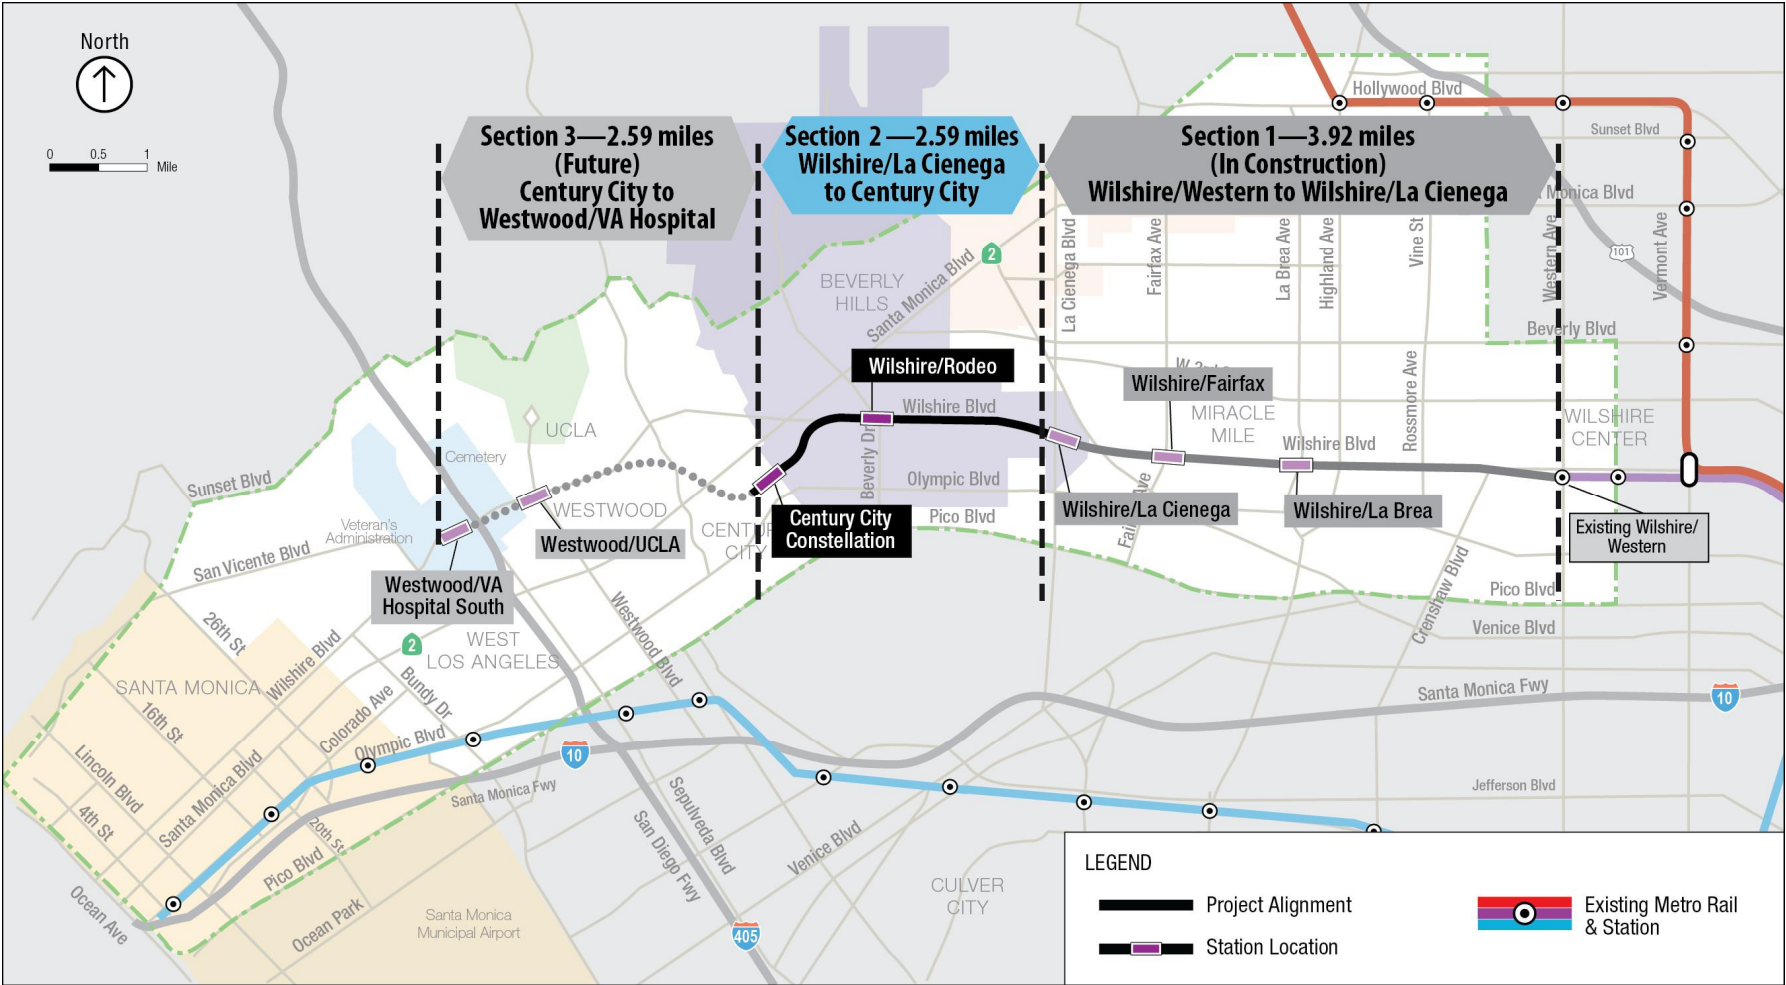 North
0 0.5 1
Mile
Section 3—2.59 miles
(Future)
Century City to
Westwood/VA Hospital
Section 2 —2.59 miles
Wilshire/La Cienega
to Century City
Section 1—3.92 miles
(In Construction)
Wilshire/Western to Wilshire/La Cienega
Hollywood Blvd
Sunset Blvd
Monica Blvd
101
Beverly Blvd
La Cienega Blvd
Fairfax Ave
La Brea Ave
Highland Ave
Vine St
Western Ave
Vermont Ave
Rossmore Ave
2
Santa Monica Blvd
BEVERLY
HILLS
Wilshire/Rodeo
Wilshire Blvd
Beverly Dr
Olympic Blvd
Pico Blvd
Wilshire/Fairfax
MIRACLE
MILE
Wilshire Blvd
WILSHIRE
CENTER
Wilshire/La Cienega
Wilshire/La Brea
Existing Wilshire/
Western
Century City
Constellation
CENTURY
CITY
UCLA
Cemetery
WESTWOOD
Westwood/UCLA
Veteran's
Administration
Westwood/VA
Hospital South
Sunset Blvd
San Vicente Blvd
26th St
Wilshire Blvd
2
WEST
LOS ANGELES
Westwood Blvd
Bundy Dr
SANTA MONICA
16th St
Colorado Ave
Olympic Blvd
Lincoln Blvd
Santa Monica Blvd
4th St
20th St
Pico Blvd
Ocean Ave
Ocean Park
Santa Monica
Municipal Airport
Santa Monica Fwy
10
Sepulveda Blvd
San Diego Fwy
405
Venice Blvd
CULVER
CITY
Crenshaw Blvd
Pico Blvd
Venice Blvd
Santa Monica Fwy
10
Jefferson Blvd
LEGEND
Project Alignment
Station Location
Existing Metro Rail
& Station